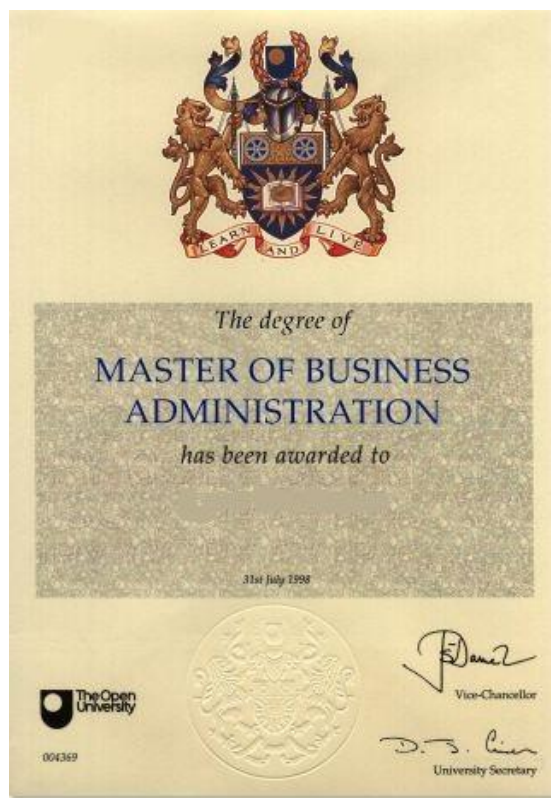 LEARN AND LIVE
The degree of
MASTER OF BUSINESS
ADMINISTRATION
has been awarded to
31st July 1998
The Open
University
Vice-Chancellor
004369
University Secretary